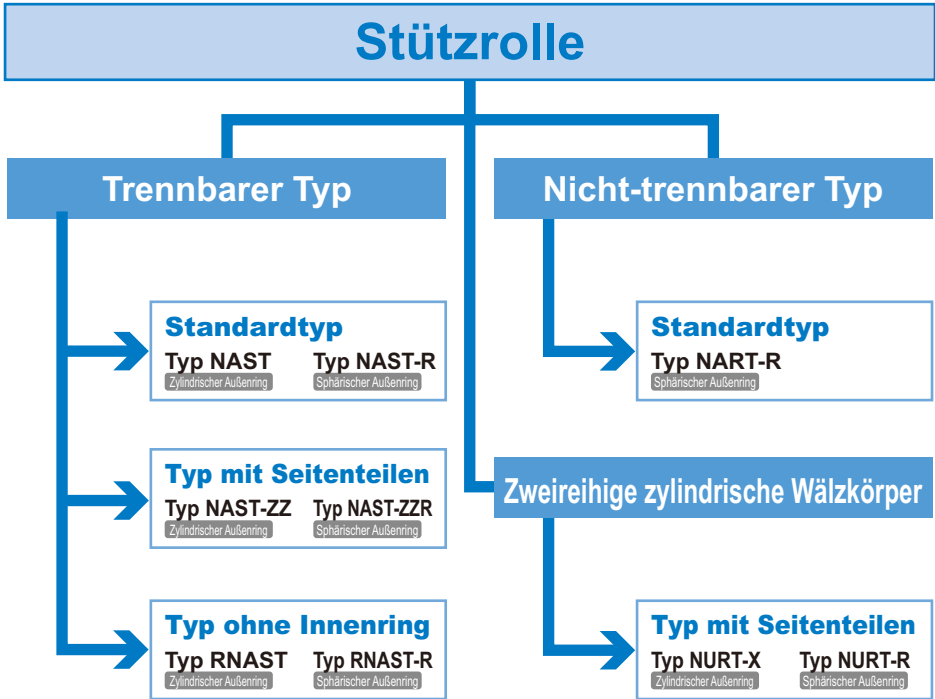 Stützrolle
Trennbarer Typ
Standardtyp
Typ NAST Typ NAST-R
Zylindrischer Außenring Sphärischer Außenring
Typ mit Seitenteilen
Typ NAST-ZZ Typ NAST-ZZR
Zylindrischer Außenring Sphärischer Außenring
Typ ohne Innenring
Typ RNAST Typ RNAST-R
Zylindrischer Außenring Sphärischer Außenring
Nicht-trennbarer Typ
Standardtyp
Typ NART-R
Sphärischer Außenring
Zweireihige zylindrische Wälzkörper
Typ mit Seitenteilen
Typ NURT-X Typ NURT-R
Zylindrischer Außenring Sphärischer Außenring